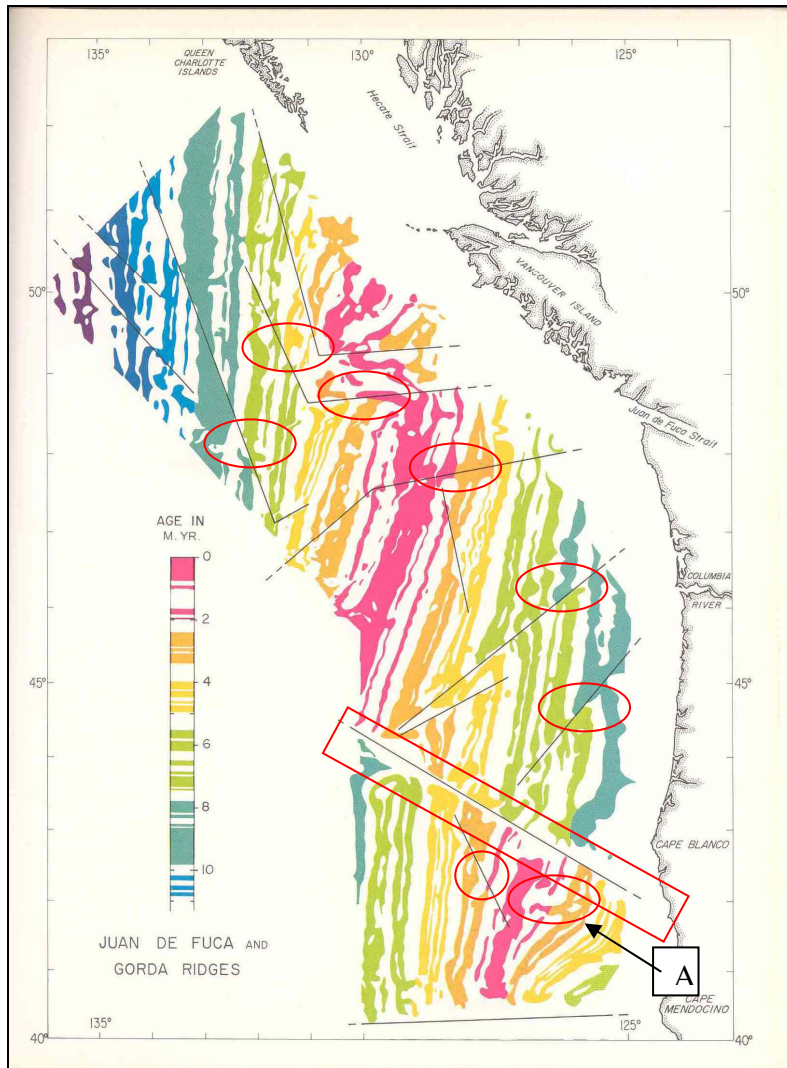 135°
130°
125°
QUEEN
CHARLOTTE
ISLANDS
Hecate Strait
50°
50°
VANCOUVER ISLAND
Juan de Fuca Strait
AGE IN
M. YR.
0
2
4
6
8
10
COLUMBIA
RIVER
45°
45°
CAPE BLANCO
JUAN DE FUCA AND
GORDA RIDGES
A
CAPE
MENDOCINO
135°
125°
40°
40°